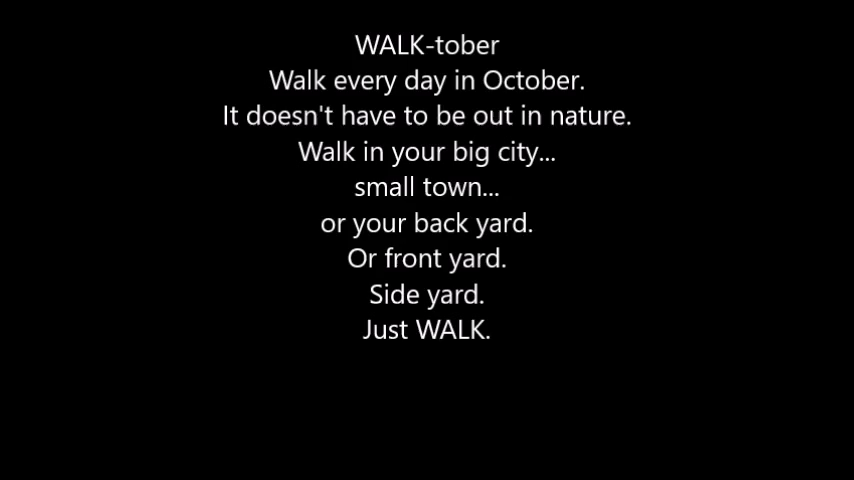 WALK-tober
Walk every day in October.
It doesn't have to be out in nature.
Walk in your big city...
small town...
or your back yard.
Or front yard.
Side yard.
Just WALK.